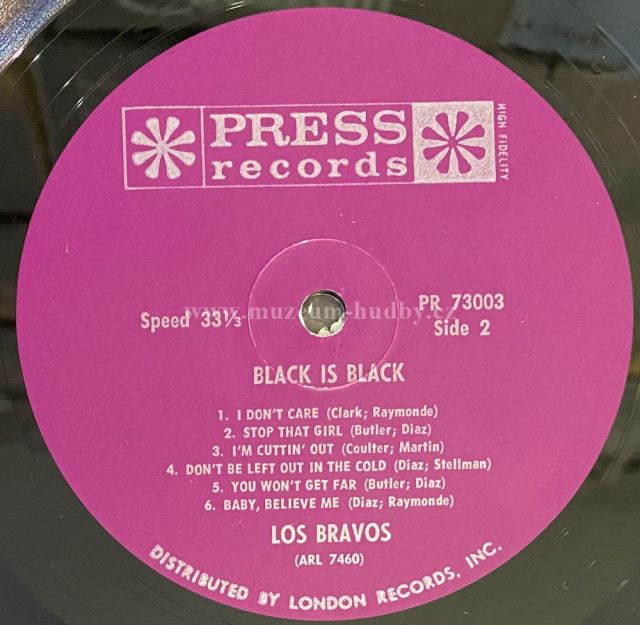 PRESS
records
HIGH FIDELITY
www.muzeum-hudby.cz
Speed 33⅓
PR 73003
Side 2
BLACK IS BLACK
1. I DON'T CARE (Clark; Raymonde)
2. STOP THAT GIRL (Butler; Diaz)
3. I'M CUTTIN' OUT (Coulter; Martin)
4. DON'T BE LEFT OUT IN THE COLD (Diaz; Stellman)
5. YOU WON'T GET FAR (Butler; Diaz)
6. BABY, BELIEVE ME (Diaz; Raymonde)
LOS BRAVOS
(ARL 7460)
DISTRIBUTED BY LONDON RECORDS, INC.